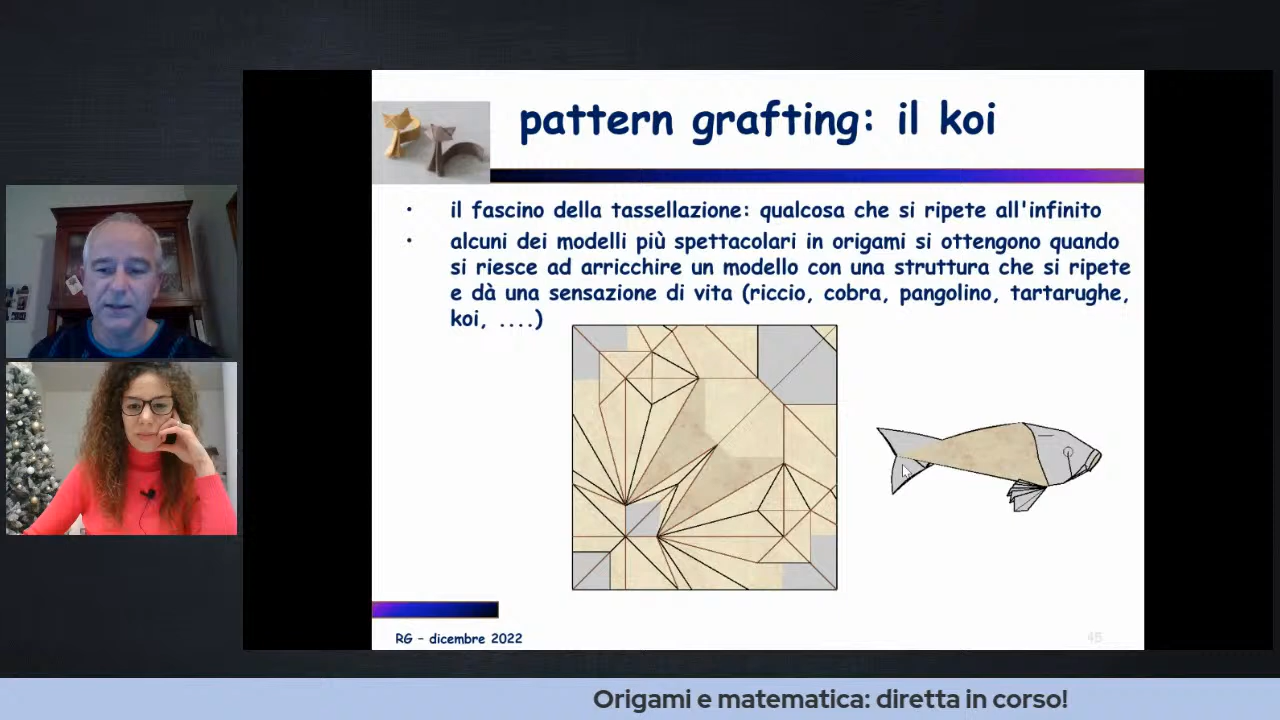 pattern grafting: il koi
• il fascino della tassellazione: qualcosa che si ripete all'infinito
• alcuni dei modelli più spettacolari in origami si ottengono quando
si riesce ad arricchire un modello con una struttura che si ripete
e dà una sensazione di vita (riccio, cobra, pangolino, tartarughe,
koi, ....)
RG – dicembre 2022
45
Origami e matematica: diretta in corso!